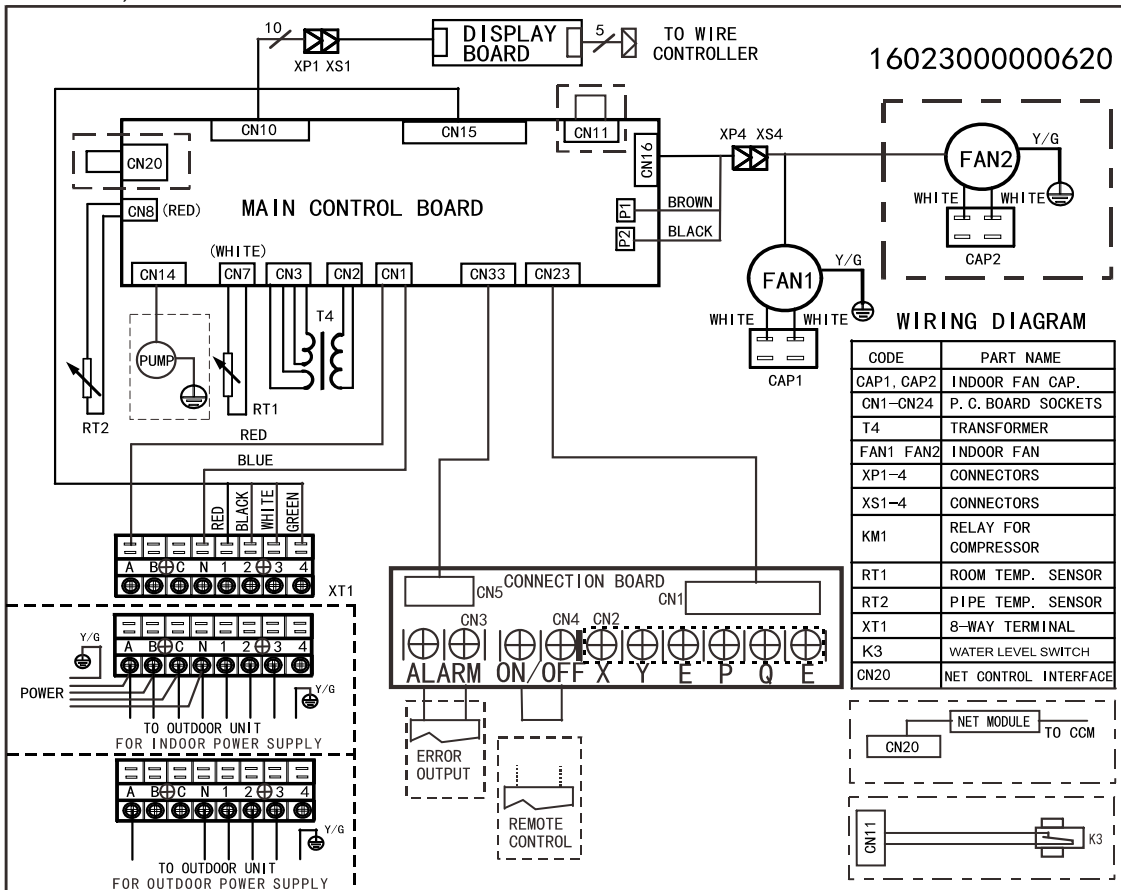 10
XP1 XS1
DISPLAY
BOARD
5
TO WIRE
CONTROLLER
16023000000620
CN10
CN15
CN11
CN20
CN16
XP4 XS4
FAN2
Y/G
WHITE
WHITE
CAP2
CN8 (RED)
MAIN CONTROL BOARD
P1
BROWN
P2
BLACK
(WHITE)
CN14
CN7
CN3
CN2
CN1
CN33
CN23
FAN1
Y/G
WHITE
WHITE
CAP1
T4
PUMP
RT2
RT1
RED
BLUE
RED
BLACK
WHITE
GREEN
A B C N 1 2 3 4
XT1
Y/G
A B C N 1 2 3 4
POWER
Y/G
TO OUTDOOR UNIT
FOR INDOOR POWER SUPPLY
A B C N 1 2 3 4
Y/G
TO OUTDOOR UNIT
FOR OUTDOOR POWER SUPPLY
CONNECTION BOARD
CN5
CN1
CN3
CN4
CN2
ALARM ON/OFF X Y E P Q E
ERROR
OUTPUT
REMOTE
CONTROL
WIRING DIAGRAM
CODE PART NAME
CAP1, CAP2 INDOOR FAN CAP.
CN1-CN24 P.C.BOARD SOCKETS
T4 TRANSFORMER
FAN1 FAN2 INDOOR FAN
XP1-4 CONNECTORS
XS1-4 CONNECTORS
KM1 RELAY FOR
COMPRESSOR
RT1 ROOM TEMP. SENSOR
RT2 PIPE TEMP. SENSOR
XT1 8-WAY TERMINAL
K3 WATER LEVEL SWITCH
CN20 NET CONTROL INTERFACE
NET MODULE
TO CCM
CN20
CN11
K3